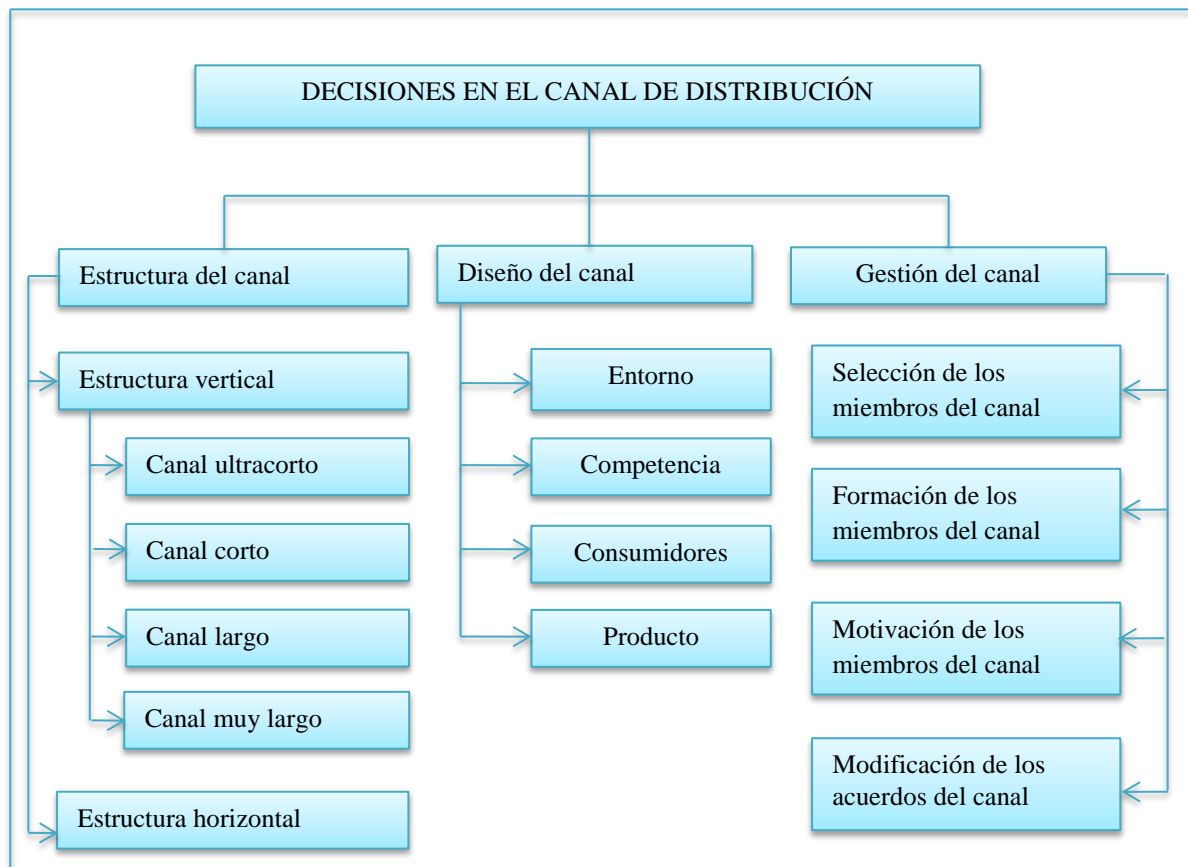 DECISIONES EN EL CANAL DE DISTRIBUCIÓN
Estructura del canal
Estructura vertical
Canal ultracorto
Canal corto
Canal largo
Canal muy largo
Estructura horizontal
Diseño del canal
Entorno
Competencia
Consumidores
Producto
Gestión del canal
Selección de los
miembros del canal
Formación de los
miembros del canal
Motivación de los
miembros del canal
Modificación de los
acuerdos del canal